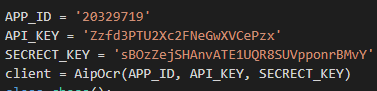 APP_ID = '20329719'
API_KEY = 'Zzfd3PTU2Xc2FNeGwXVCePzx'
SECRECT_KEY = 'sBOzZejSHAnvATE1UQR8SUVpponrBMvY'
client = AipOcr(APP_ID, API_KEY, SECRECT_KEY)